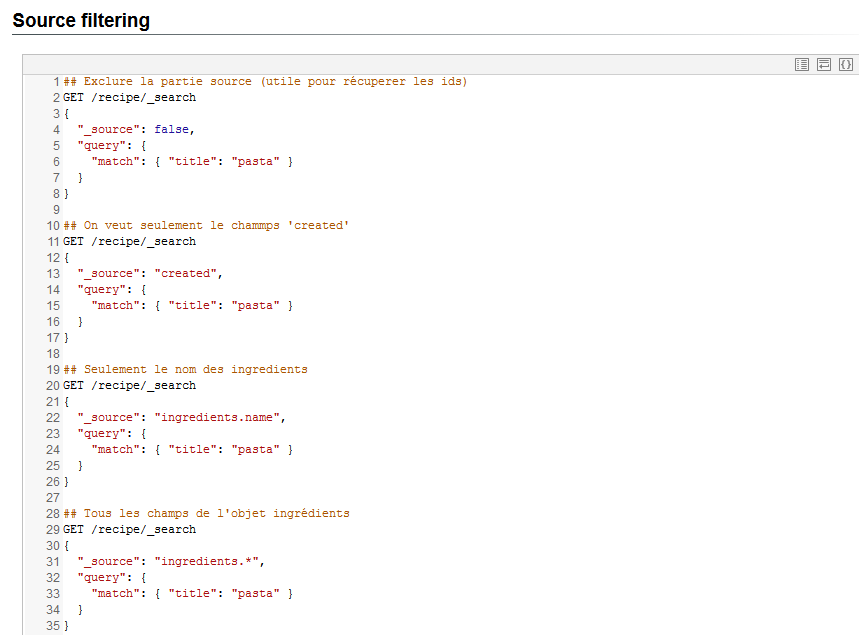 Source filtering
1 ## Exclure la partie source (utile pour récuperer les ids)
2 GET /recipe/_search
3 {
4   "_source": false,
5   "query": {
6     "match": { "title": "pasta" }
7   }
8 }
9
10 ## On veut seulement le chammps 'created'
11 GET /recipe/_search
12 {
13   "_source": "created",
14   "query": {
15     "match": { "title": "pasta" }
16   }
17 }
18
19 ## Seulement le nom des ingredients
20 GET /recipe/_search
21 {
22   "_source": "ingredients.name",
23   "query": {
24     "match": { "title": "pasta" }
25   }
26 }
27
28 ## Tous les champs de l'objet ingrédients
29 GET /recipe/_search
30 {
31   "_source": "ingredients.*",
32   "query": {
33     "match": { "title": "pasta" }
34   }
35 }